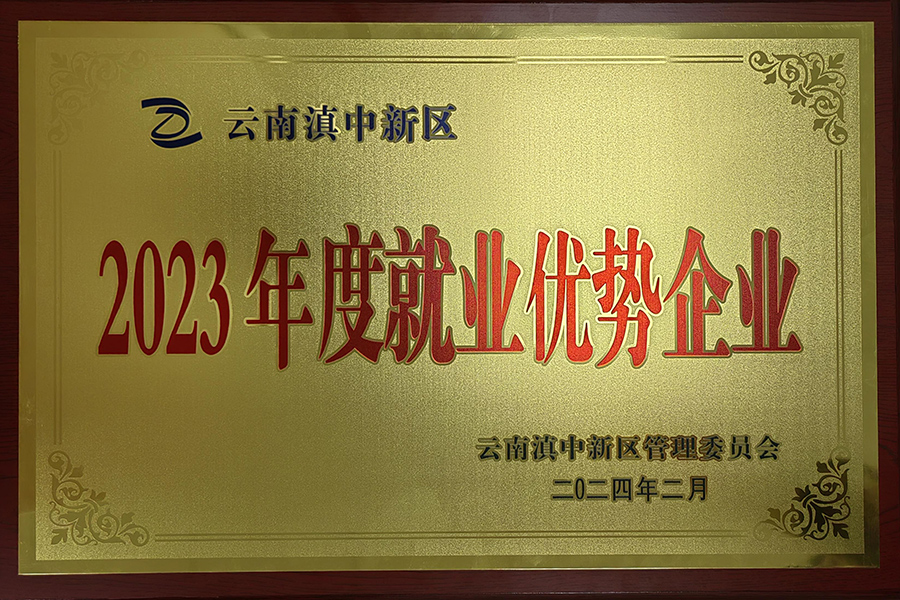 云南滇中新区
2023年度就业优势企业
云南滇中新区管理委员会
二〇二四年二月